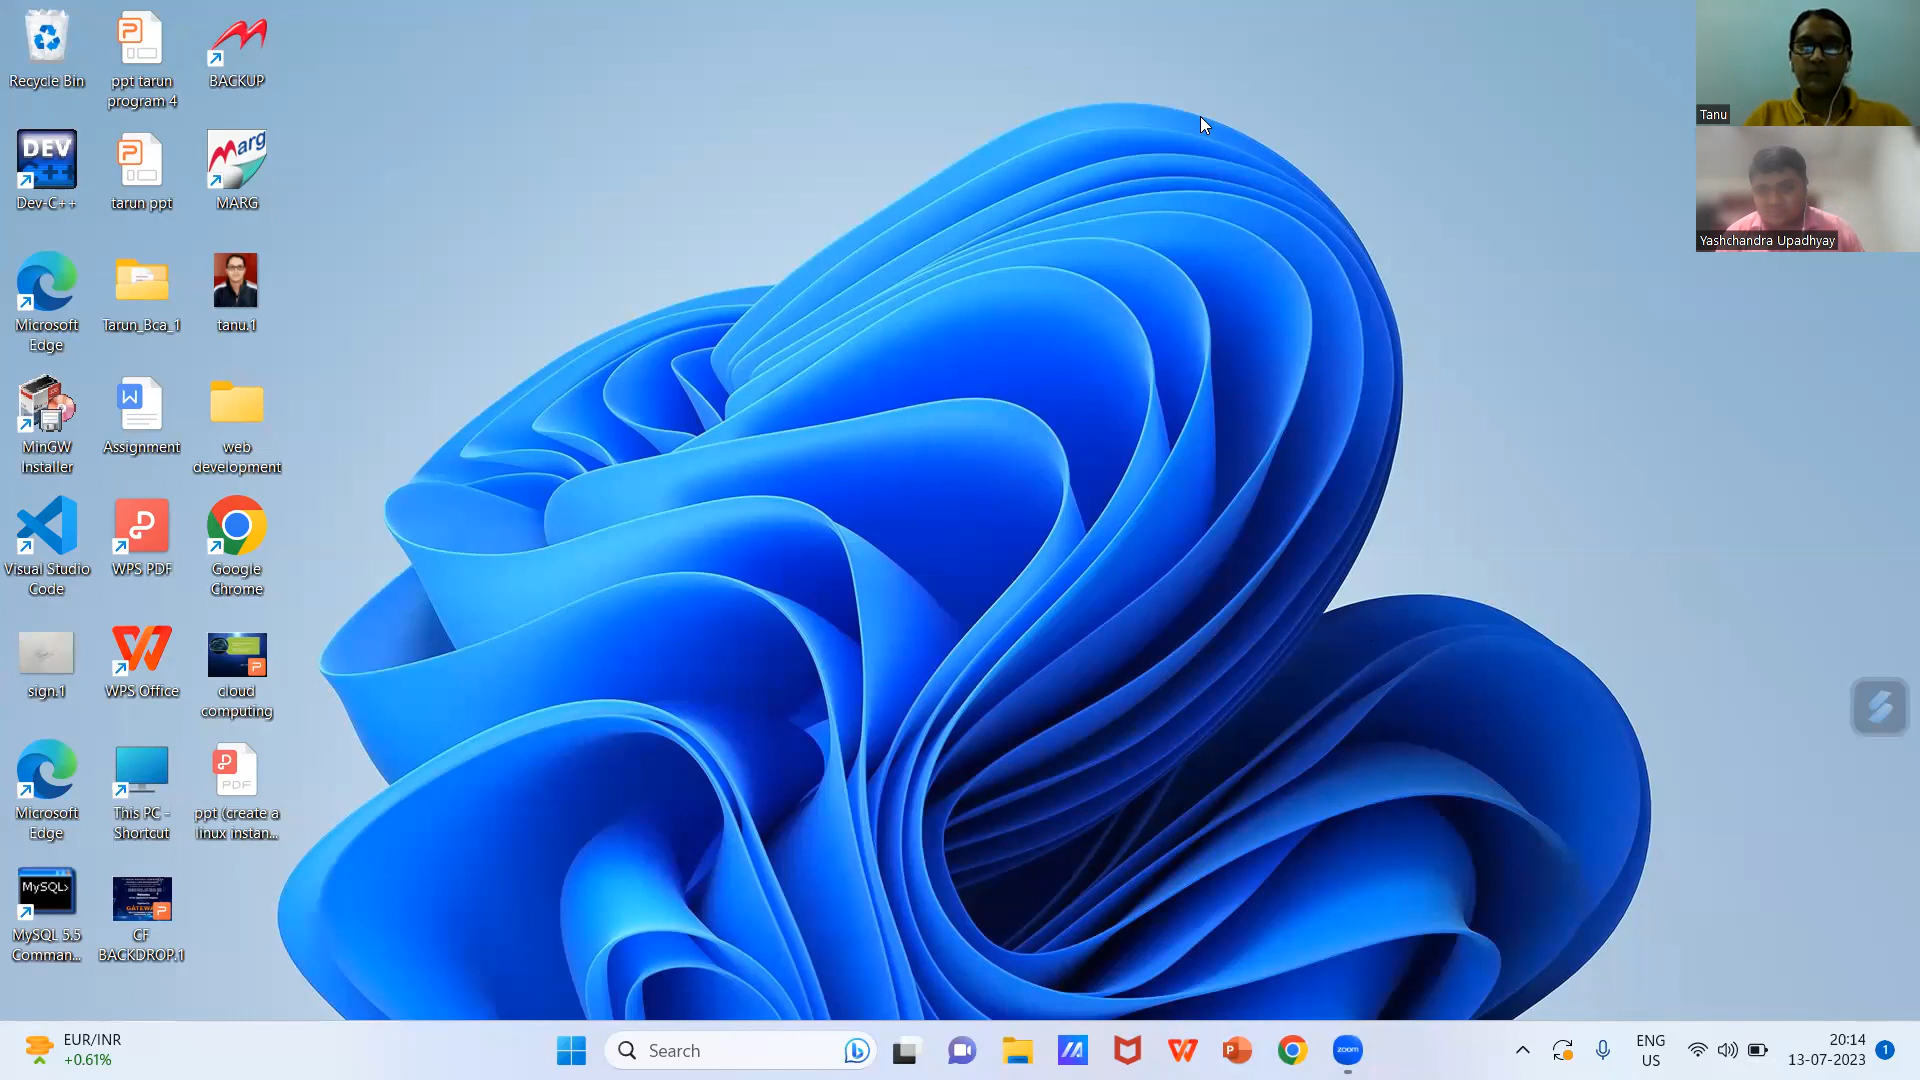 Recycle Bin
ppt tarun
program 4
BACKUP
DEV
Dev-C++
tarun ppt
Marg
MARG
Microsoft
Edge
Tarun_Bca_1
tanu.1
MinGW
Installer
Assignment
web
development
Visual Studio
Code
WPS PDF
Google
Chrome
sign.1
WPS Office
cloud
computing
Microsoft
Edge
This PC -
Shortcut
PDF
ppt (create a
linux instan...
MySQL>
MySQL 5.5
Comman...
CF
BACKDROP.1
Tanu
Yashchandra Upadhyay
EUR/INR
+0.61%
Search
zoom
ENG
US
20:14
13-07-2023
1